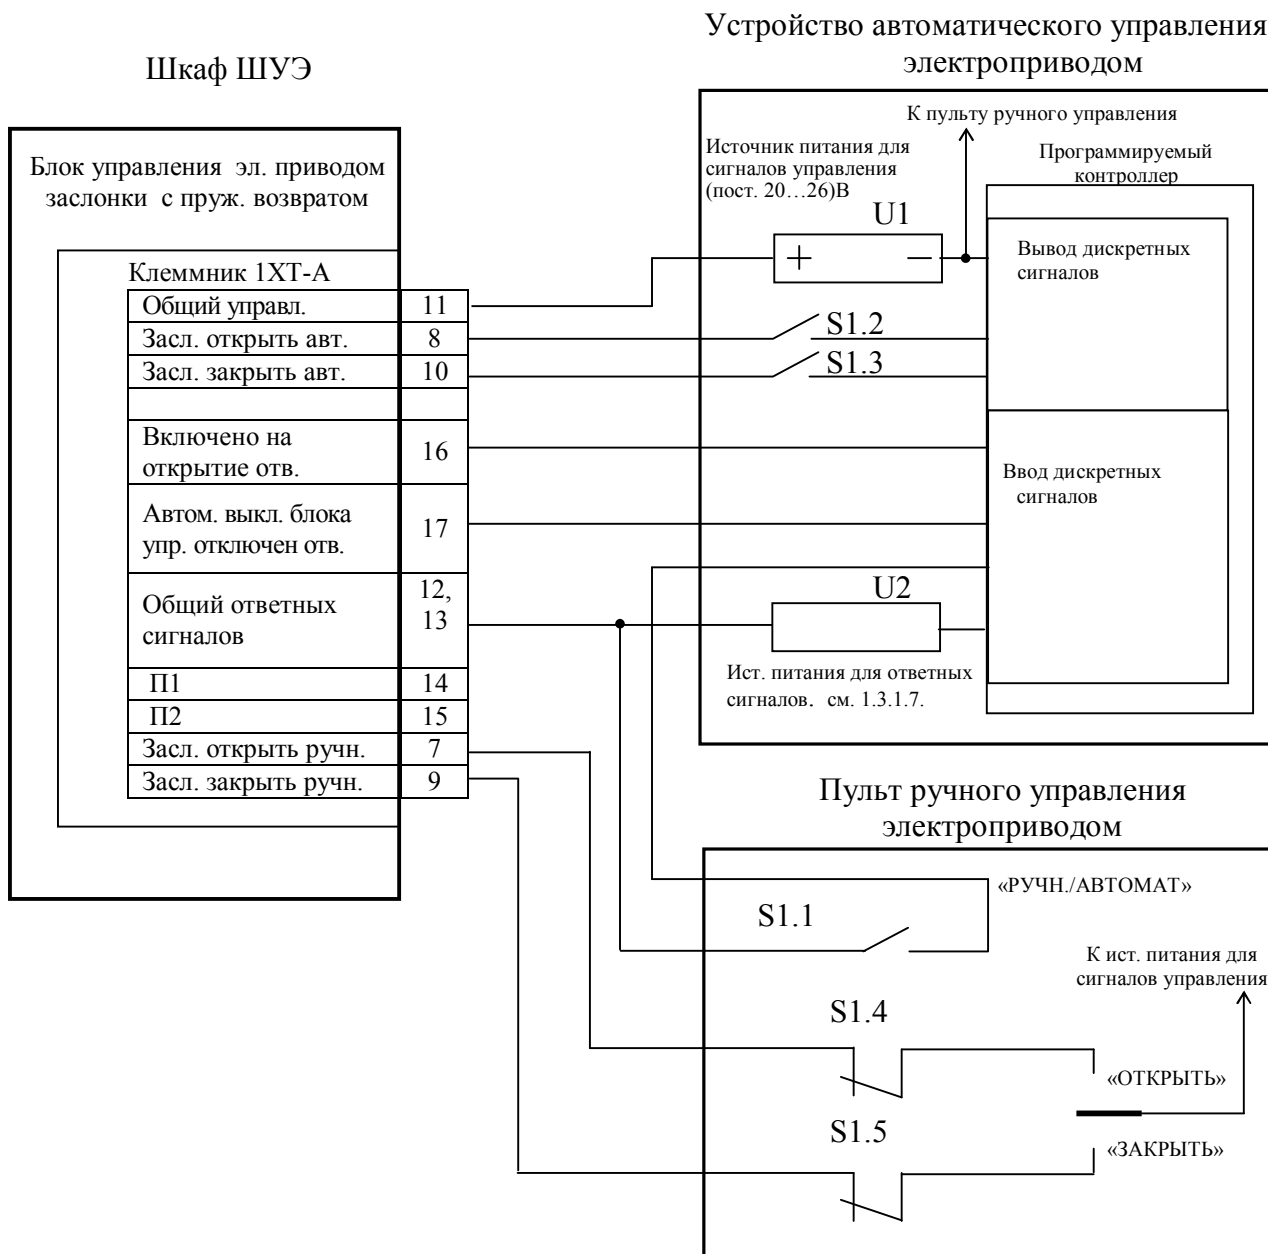 Устройство автоматического управления
электроприводом
Шкаф ШУЭ
Блок управления эл. приводом
заслонки с пруж. возвратом
Клеммник 1ХТ-А
Общий управл. 11
Засл. открыть авт. 8
Засл. закрыть авт. 10
Включено на
открытие отв.
16
Автом. выкл. блока
упр. отключен отв.
17
Общий ответных
сигналов
12,
13
П1 14
П2 15
Засл. открыть ручн. 7
Засл. закрыть ручн. 9
К пульту ручного управления
Источник питания для
сигналов управления
(пост. 20…26)В
U1
+ −
Программируемый
контроллер
Вывод дискретных
сигналов
S1.2
S1.3
Ввод дискретных
сигналов
U2
Ист. питания для ответных
сигналов. см. 1.3.1.7.
Пульт ручного управления
электроприводом
«РУЧН./АВТОМАТ»
S1.1
К ист. питания для
сигналов управления
S1.4
«ОТКРЫТЬ»
S1.5
«ЗАКРЫТЬ»